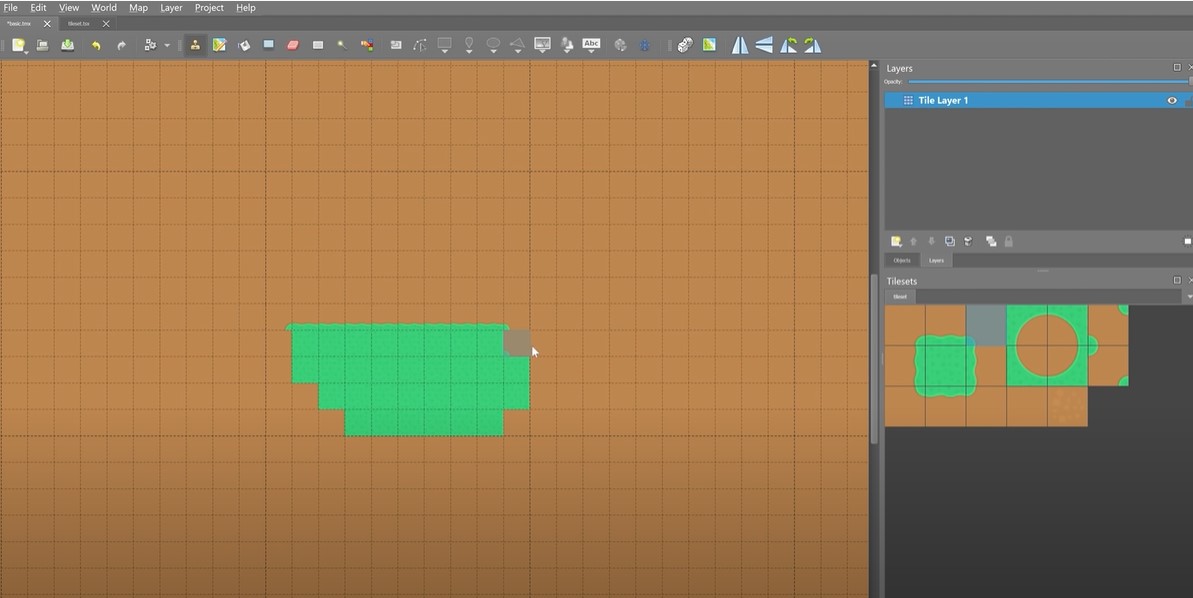 File Edit View World Map Layer Project Help
*basic.tmx tileset.tsx
Abc
Layers
Opacity:
Tile Layer 1
Objects Layers
Tilesets
tileset